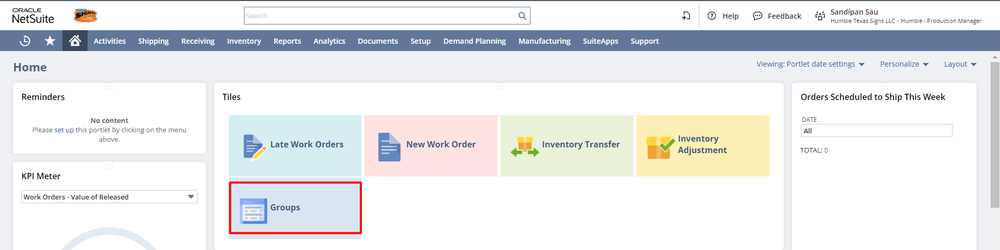 ORACLE
NetSuite
HUMBLE
SIGN CO
Search
Help
Feedback
Sandipan Sau
Humble Texas Signs LLC - Humble - Production Manager
Activities
Shipping
Receiving
Inventory
Reports
Analytics
Documents
Setup
Demand Planning
Manufacturing
SuiteApps
Support
Home
Viewing: Portlet date settings
Personalize
Layout
Reminders
No content
Please set up this portlet by clicking on the menu
above.
KPI Meter
Work Orders - Value of Released
Tiles
Late Work Orders
New Work Order
Inventory Transfer
Inventory
Adjustment
Groups
Orders Scheduled to Ship This Week
DATE
All
TOTAL: 0